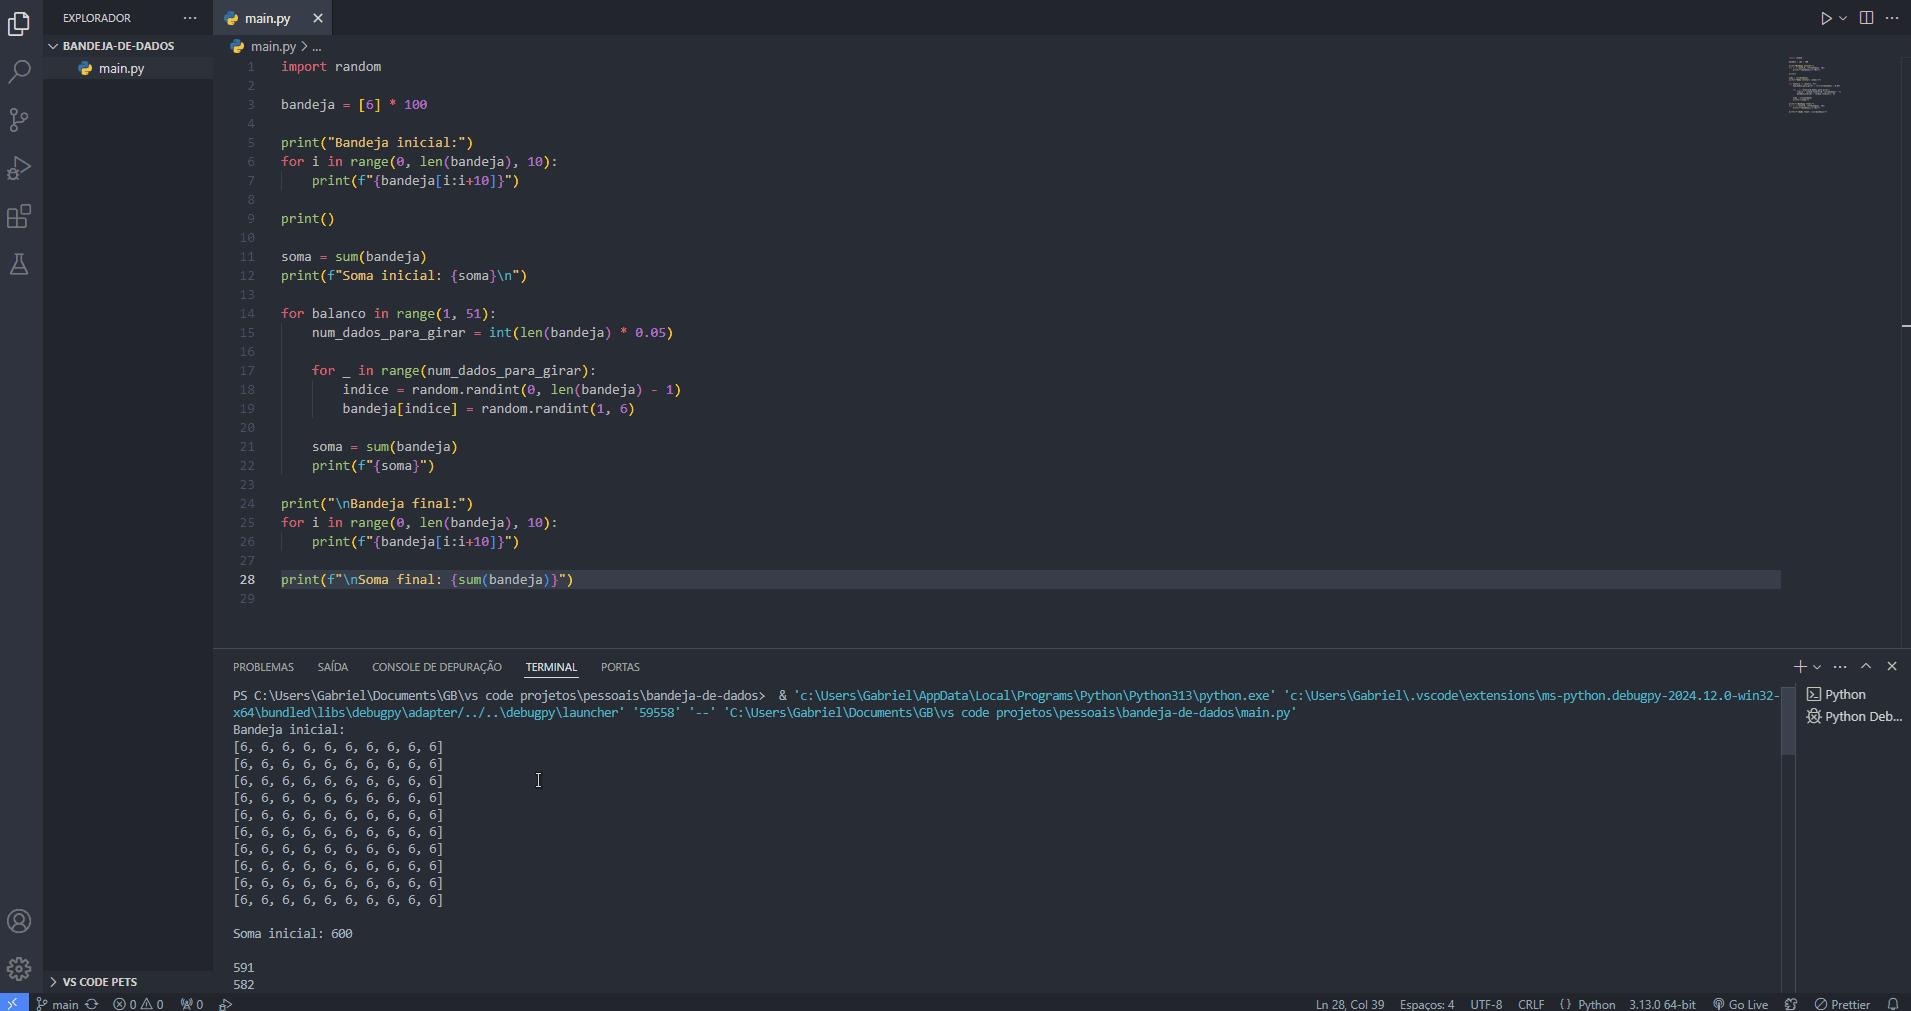 EXPLORADOR
BANDEJA-DE-DADOS
main.py
main.py
main.py > ...
1 import random
2
3 bandeja = [6] * 100
4
5 print("Bandeja inicial:")
6 for i in range(0, len(bandeja), 10):
7     print(f"{bandeja[i:i+10]}")
8
9 print()
10
11 soma = sum(bandeja)
12 print(f"Soma inicial: {soma}\n")
13
14 for balanco in range(1, 51):
15     num_dados_para_girar = int(len(bandeja) * 0.05)
16
17     for _ in range(num_dados_para_girar):
18         indice = random.randint(0, len(bandeja) - 1)
19         bandeja[indice] = random.randint(1, 6)
20
21     soma = sum(bandeja)
22     print(f"{soma}")
23
24 print("\nBandeja final:")
25 for i in range(0, len(bandeja), 10):
26     print(f"{bandeja[i:i+10]}")
27
28 print(f"\nSoma final: {sum(bandeja)}")
29
PROBLEMAS SAÍDA CONSOLE DE DEPURAÇÃO TERMINAL PORTAS
PS C:\Users\Gabriel\Documents\GB\vs code projetos\pessoais\bandeja-de-dados>  & 'c:\Users\Gabriel\AppData\Local\Programs\Python\Python313\python.exe' 'c:\Users\Gabriel\.vscode\extensions\ms-python.debugpy-2024.12.0-win32-
x64\bundled\libs\debugpy\adapter/../..\debugpy\launcher' '59558' '--' 'C:\Users\Gabriel\Documents\GB\vs code projetos\pessoais\bandeja-de-dados\main.py'
Bandeja inicial:
[6, 6, 6, 6, 6, 6, 6, 6, 6, 6]
[6, 6, 6, 6, 6, 6, 6, 6, 6, 6]
[6, 6, 6, 6, 6, 6, 6, 6, 6, 6]
[6, 6, 6, 6, 6, 6, 6, 6, 6, 6]
[6, 6, 6, 6, 6, 6, 6, 6, 6, 6]
[6, 6, 6, 6, 6, 6, 6, 6, 6, 6]
[6, 6, 6, 6, 6, 6, 6, 6, 6, 6]
[6, 6, 6, 6, 6, 6, 6, 6, 6, 6]
[6, 6, 6, 6, 6, 6, 6, 6, 6, 6]
[6, 6, 6, 6, 6, 6, 6, 6, 6, 6]
Soma inicial: 600
591
582
Python
Python Deb...
VS CODE PETS
main 0 0 0 Ln 28, Col 39 Espaços: 4 UTF-8 CRLF {} Python 3.13.0 64-bit Go Live Prettier